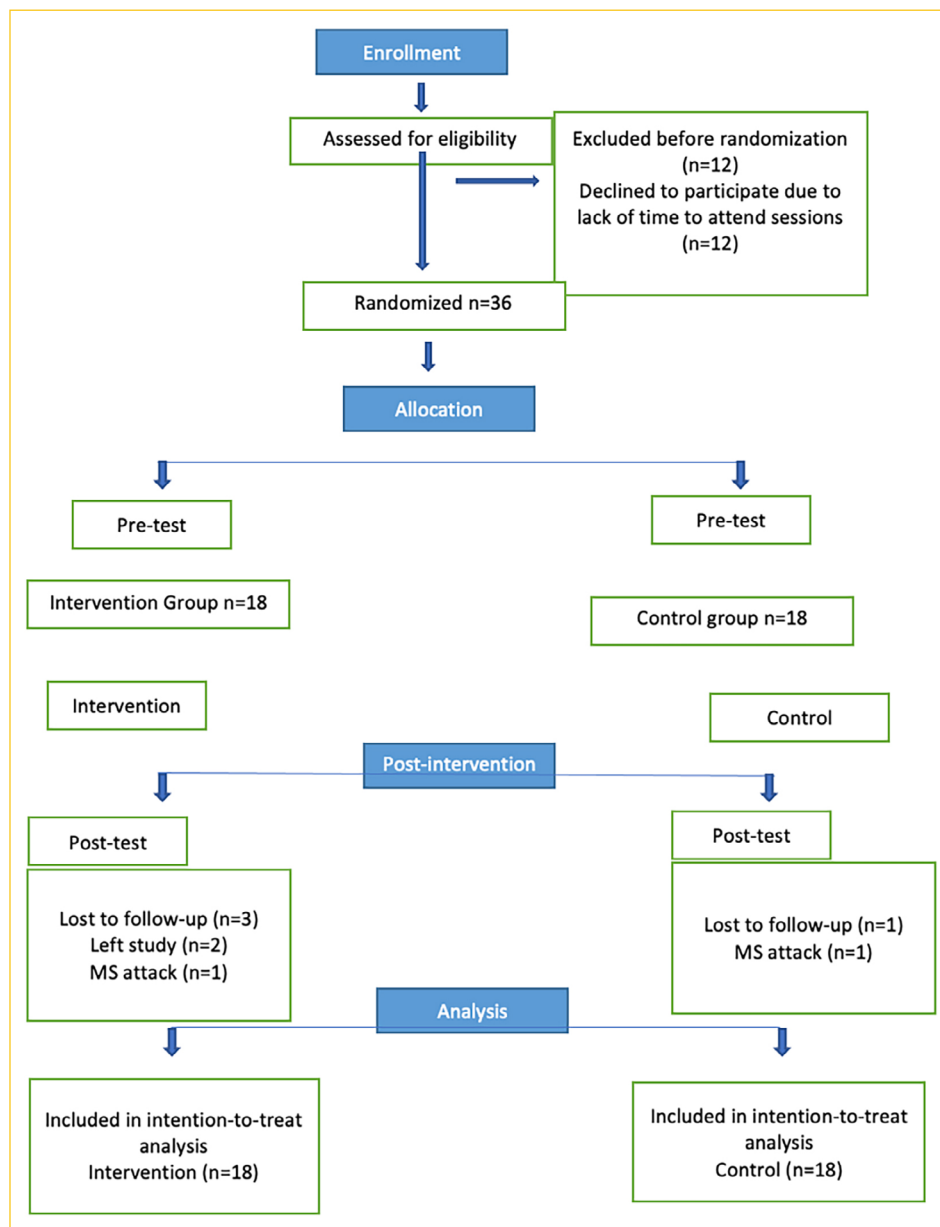 Enrollment
Assessed for eligibility
Excluded before randomization
(n=12)
Declined to participate due to
lack of time to attend sessions
(n=12)
Randomized n=36
Allocation
Pre-test
Pre-test
Intervention Group n=18
Control group n=18
Intervention
Control
Post-intervention
Post-test
Post-test
Lost to follow-up (n=3)
Left study (n=2)
MS attack (n=1)
Lost to follow-up (n=1)
MS attack (n=1)
Analysis
Included in intention-to-treat
analysis
Intervention (n=18)
Included in intention-to-treat
analysis
Control (n=18)